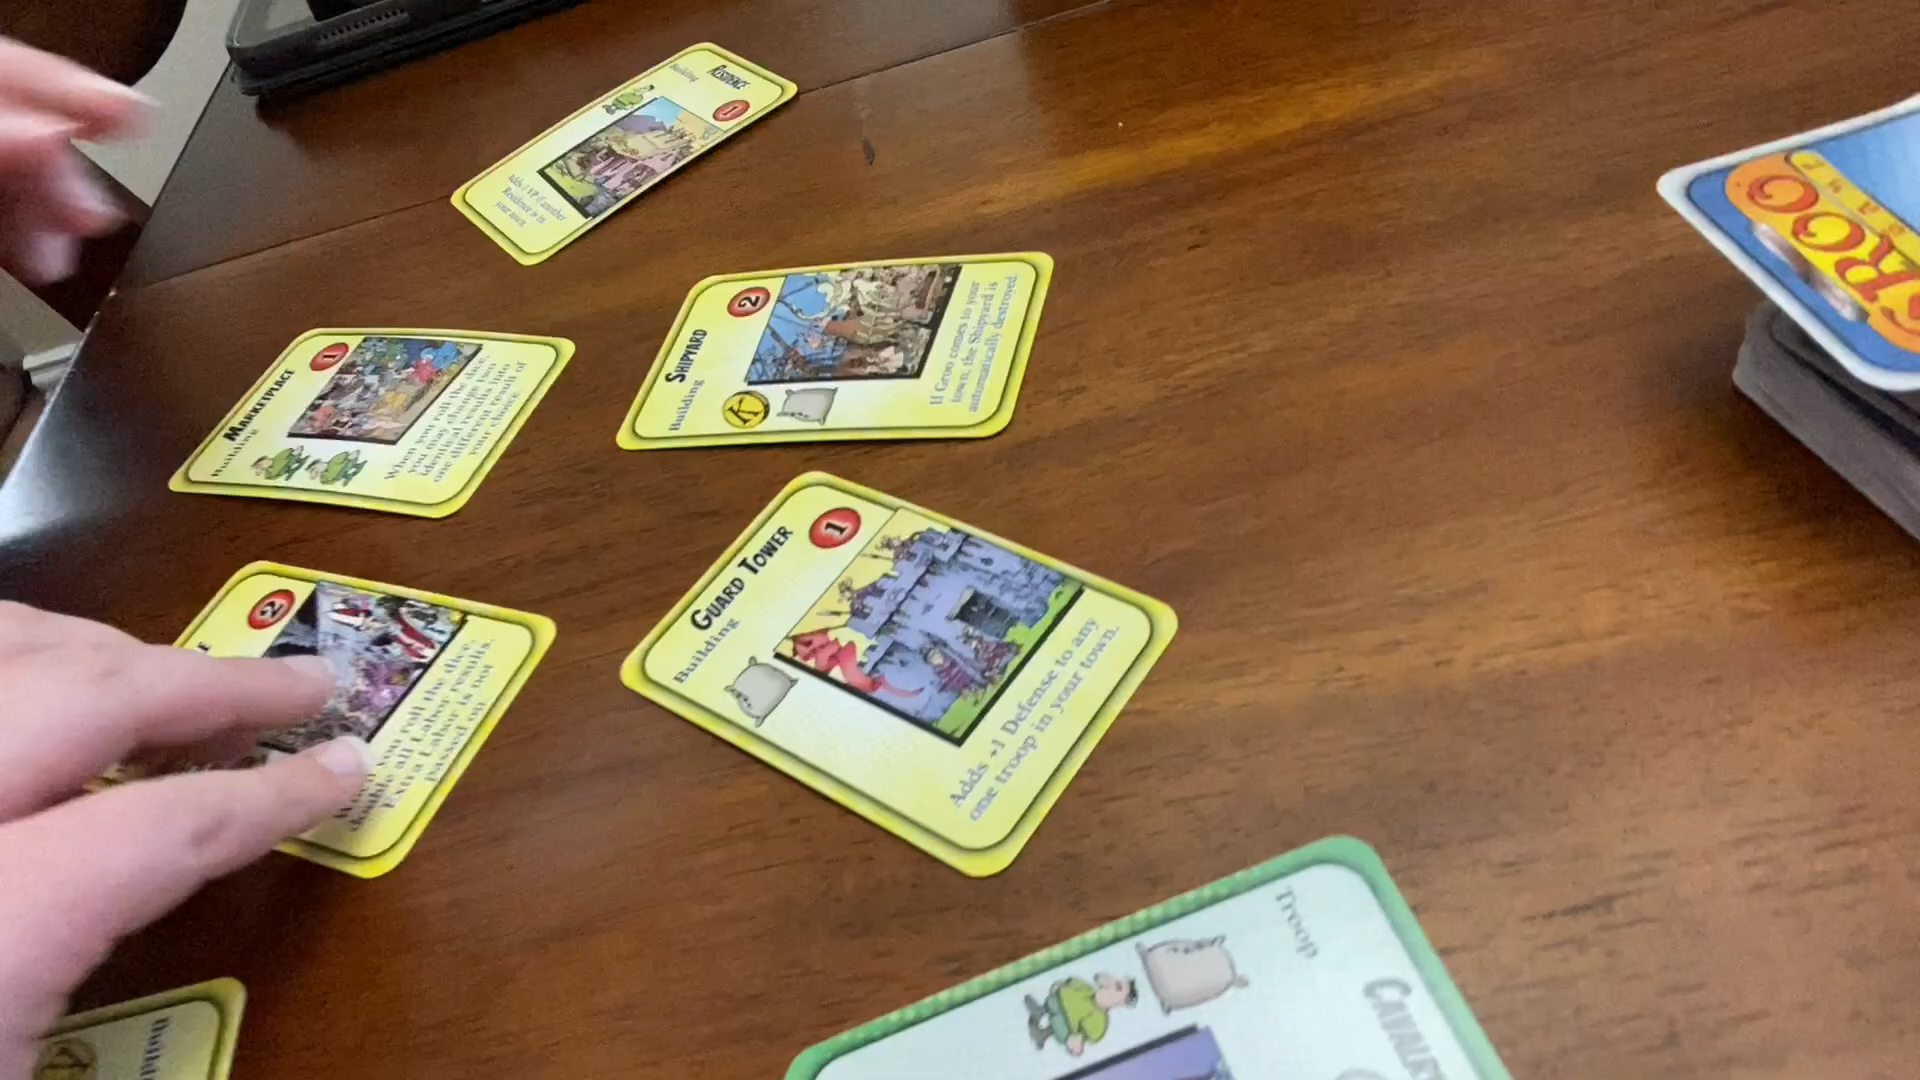 RESIDENCE
Building
1
Adds 1 VP if another
Residence is in
your town.
SHIPYARD
Building
2
K
If Groo comes to your
town, the Shipyard is
automatically destroyed.
MARKETPLACE
Building
1
When you roll the dice,
you may change two
identical results into
one different result of
your choice
2
you roll the dice,
double all Labor results.
Extra Labor is not
passed on
GUARD TOWER
Building
1
Adds +1 Defense to any
one troop in your town.
Troop
CAVALRY
K